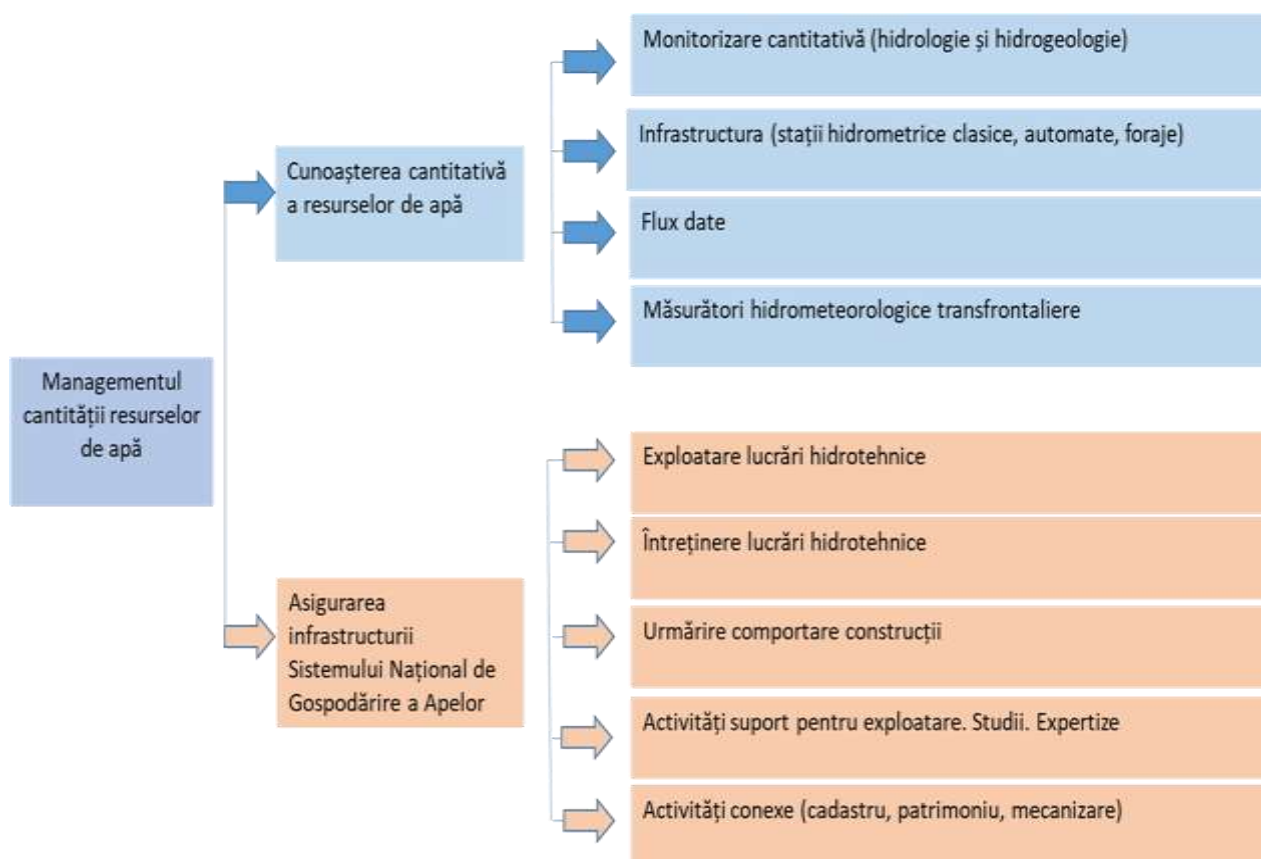 Managementul
cantității resurselor
de apă
Cunoașterea cantitativă
a resurselor de apă
Monitorizare cantitativă (hidrologie și hidrogeologie)
Infrastructura (stații hidrometrice clasice, automate, foraje)
Flux date
Măsurători hidrometeorologice transfrontaliere
Asigurarea
infrastructurii
Sistemului Național de
Gospodărire a Apelor
Exploatare lucrări hidrotehnice
Întreținere lucrări hidrotehnice
Urmărire comportare construcții
Activități suport pentru exploatare. Studii. Expertize
Activități conexe (cadastru, patrimoniu, mecanizare)